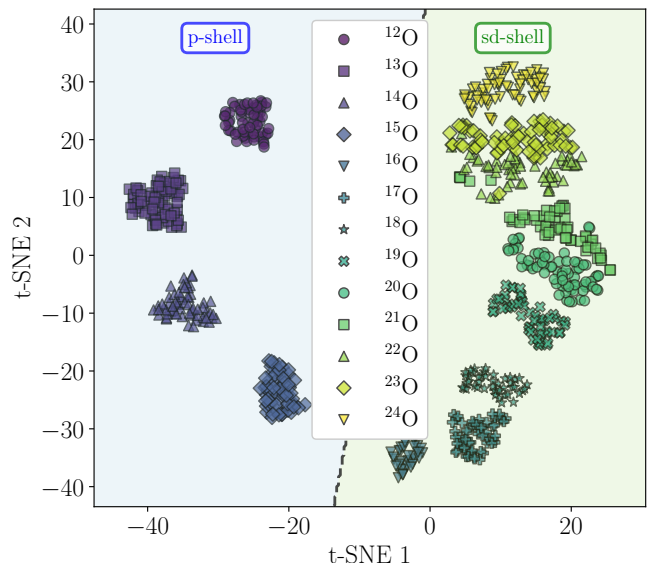 p-shell
sd-shell
¹²O
¹³O
¹⁴O
¹⁵O
¹⁶O
¹⁷O
¹⁸O
¹⁹O
²⁰O
²¹O
²²O
²³O
²⁴O
40
30
20
10
0
−10
−20
−30
−40
t-SNE 2
−40
−20
0
20
t-SNE 1